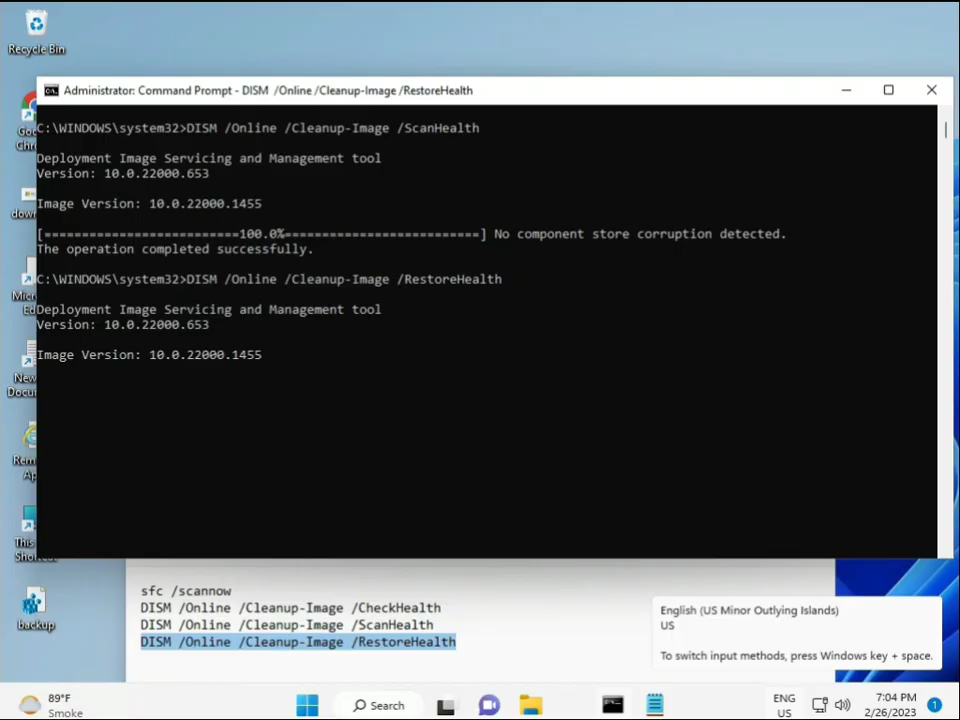 Recycle Bin
Administrator: Command Prompt - DISM /Online /Cleanup-Image /RestoreHealth
C:\WINDOWS\system32>DISM /Online /Cleanup-Image /ScanHealth
Deployment Image Servicing and Management tool
Version: 10.0.22000.653
Image Version: 10.0.22000.1455
[==========================100.0%==========================] No component store corruption detected.
The operation completed successfully.
C:\WINDOWS\system32>DISM /Online /Cleanup-Image /RestoreHealth
Deployment Image Servicing and Management tool
Version: 10.0.22000.653
Image Version: 10.0.22000.1455
This
backup
sfc /scannow
DISM /Online /Cleanup-Image /CheckHealth
DISM /Online /Cleanup-Image /ScanHealth
DISM /Online /Cleanup-Image /RestoreHealth
English (US Minor Outlying Islands)
US
To switch input methods, press Windows key + space.
89°F
Smoke
Search
ENG
US
7:04 PM
2/26/2023
1